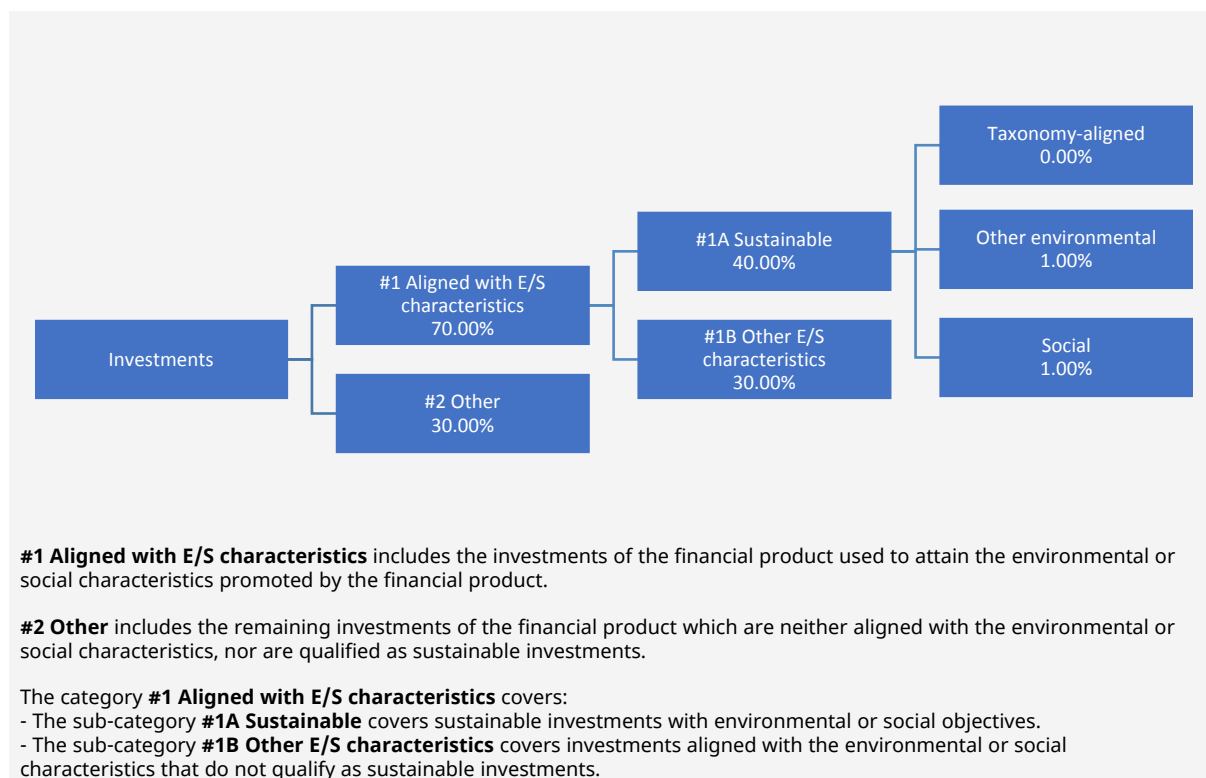 Taxonomy-aligned
0.00%
#1A Sustainable
40.00%
Other environmental
1.00%
#1 Aligned with E/S
characteristics
70.00%
Investments
#1B Other E/S
characteristics
30.00%
Social
1.00%
#2 Other
30.00%
#1 Aligned with E/S characteristics includes the investments of the financial product used to attain the environmental or
social characteristics promoted by the financial product.
#2 Other includes the remaining investments of the financial product which are neither aligned with the environmental or
social characteristics, nor are qualified as sustainable investments.
The category #1 Aligned with E/S characteristics covers:
- The sub-category #1A Sustainable covers sustainable investments with environmental or social objectives.
- The sub-category #1B Other E/S characteristics covers investments aligned with the environmental or social
characteristics that do not qualify as sustainable investments.